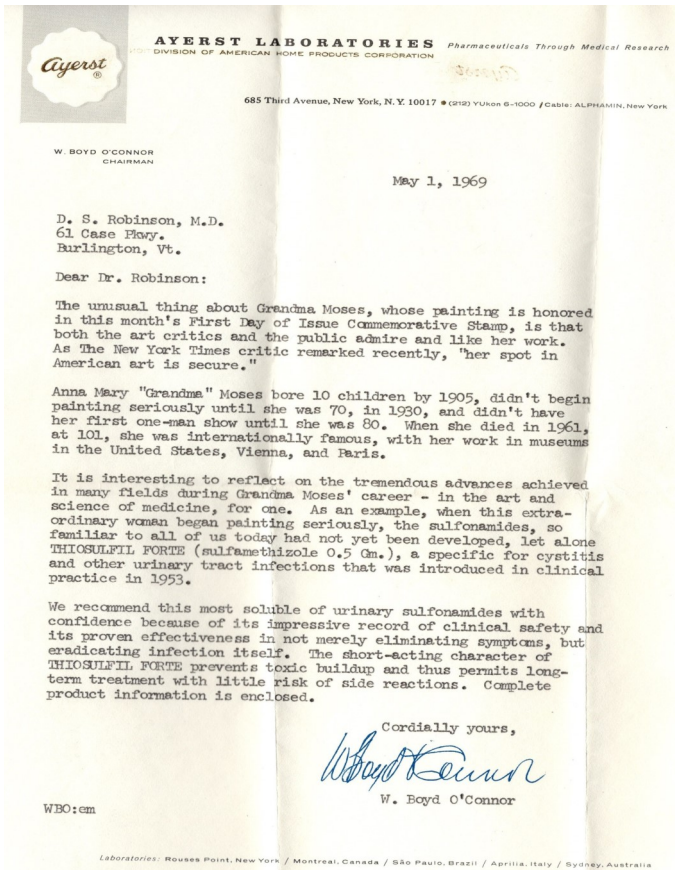 Ayerst
®
AYERST LABORATORIES Pharmaceuticals Through Medical Research
DIVISION OF AMERICAN HOME PRODUCTS CORPORATION
685 Third Avenue, New York, N.Y. 10017 ● (212) YUkon 6-1000 / Cable: ALPHAMIN, New York
W. BOYD O'CONNOR
CHAIRMAN
May 1, 1969
D. S. Robinson, M.D.
61 Case Pkwy.
Burlington, Vt.
Dear Dr. Robinson:
The unusual thing about Grandma Moses, whose painting is honored
in this month's First Day of Issue Commemorative Stamp, is that
both the art critics and the public admire and like her work.
As The New York Times critic remarked recently, "her spot in
American art is secure."
Anna Mary "Grandma" Moses bore 10 children by 1905, didn't begin
painting seriously until she was 70, in 1930, and didn't have
her first one-man show until she was 80. When she died in 1961,
at 101, she was internationally famous, with her work in museums
in the United States, Vienna, and Paris.
It is interesting to reflect on the tremendous advances achieved
in many fields during Grandma Moses' career - in the art and
science of medicine, for one. As an example, when this extra-
ordinary woman began painting seriously, the sulfonamides, so
familiar to all of us today had not yet been developed, let alone
THIOSULFIL FORTE (sulfamethizole 0.5 Gm.), a specific for cystitis
and other urinary tract infections that was introduced in clinical
practice in 1953.
We recommend this most soluble of urinary sulfonamides with
confidence because of its impressive record of clinical safety and
its proven effectiveness in not merely eliminating symptoms, but
eradicating infection itself. The short-acting character of
THIOSULFIL FORTE prevents toxic buildup and thus permits long-
term treatment with little risk of side reactions. Complete
product information is enclosed.
Cordially yours,
W Boyd O'Connor
W. Boyd O'Connor
WBO:em
Laboratories: Rouses Point, New York / Montreal, Canada / São Paulo, Brazil / Aprilia, Italy / Sydney, Australia